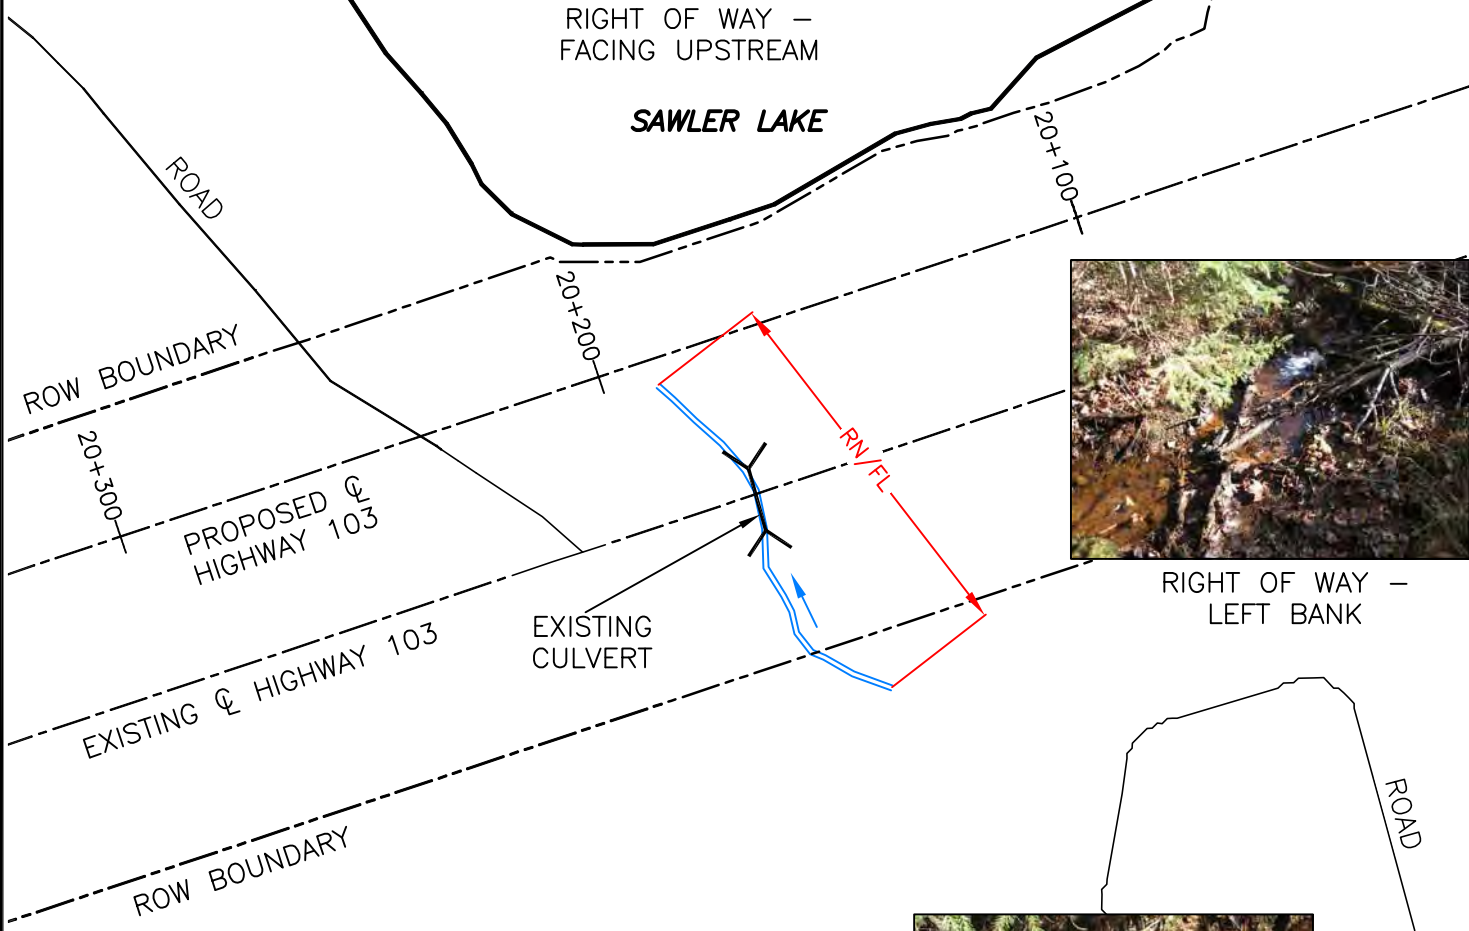 RIGHT OF WAY –
FACING UPSTREAM
SAWLER LAKE
20+100
ROAD
20+200
ROW BOUNDARY
20+300
PROPOSED ℄
HIGHWAY 103
RN/FL
EXISTING ℄ HIGHWAY 103
EXISTING
CULVERT
RIGHT OF WAY –
LEFT BANK
ROAD
ROW BOUNDARY